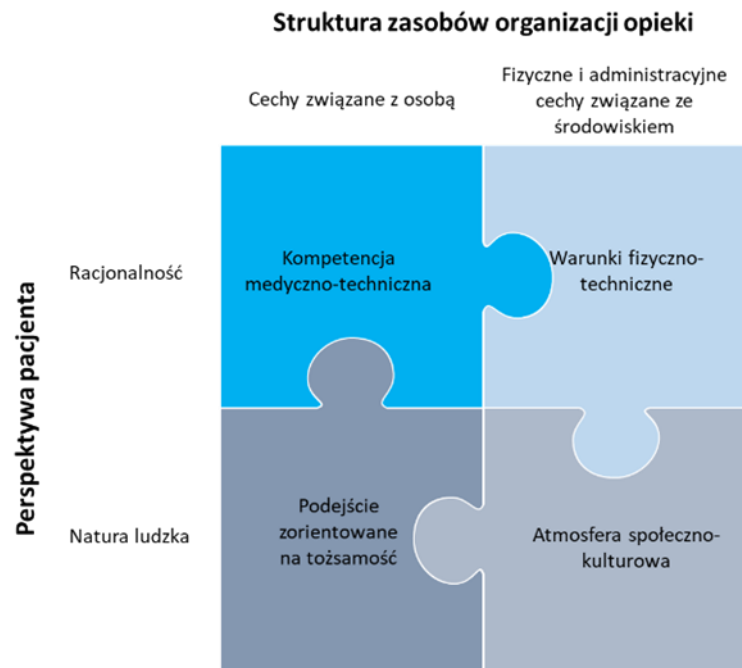 Struktura zasobów organizacji opieki
Cechy związane z osobą
Fizyczne i administracyjne
cechy związane ze
środowiskiem
Perspektywa pacjenta
Racjonalność
Kompetencja
medyczno-techniczna
Warunki fizyczno-
techniczne
Natura ludzka
Podejście
zorientowane
na tożsamość
Atmosfera społeczno-
kulturowa